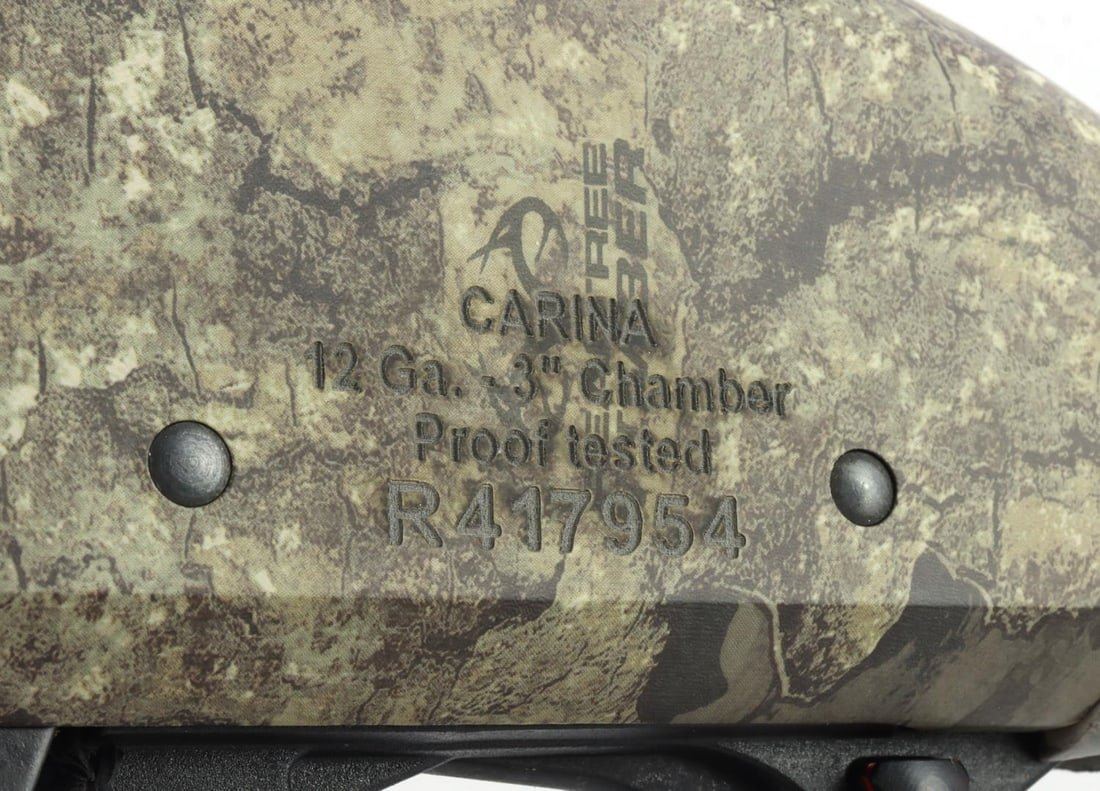 CARINA
12 Ga. - 3" Chamber
Proof tested
R417954